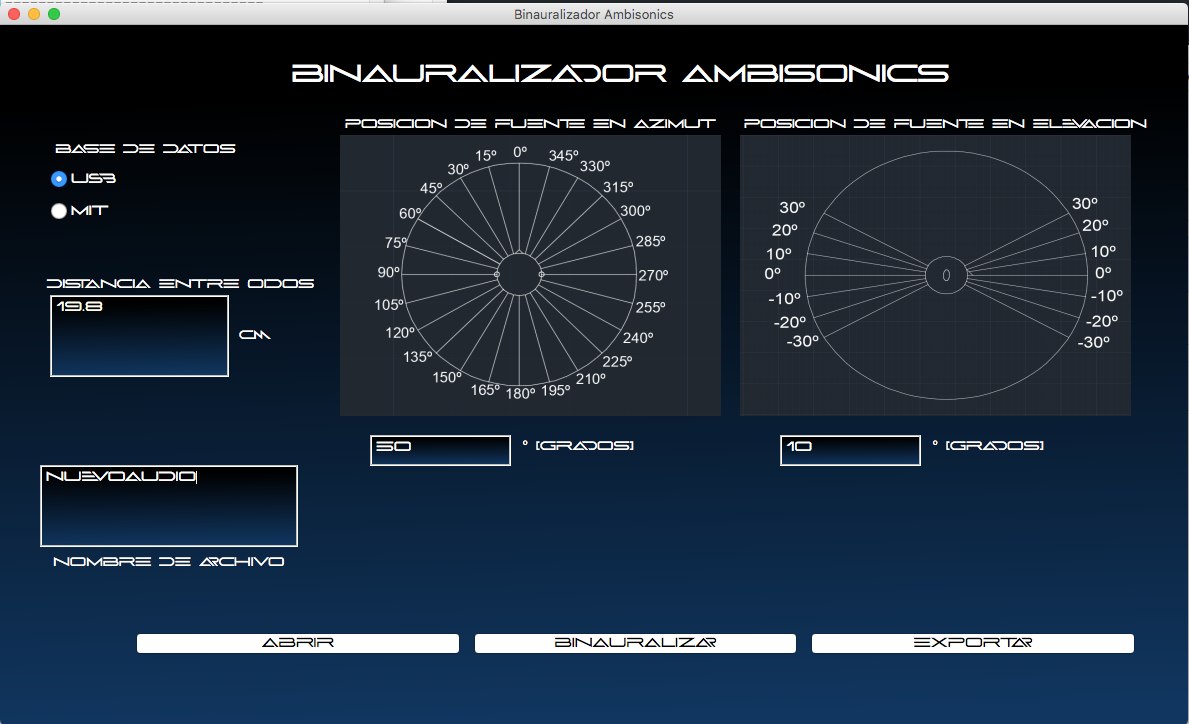 Binauralizador Ambisonics
BINAURALIZADOR AMBISONICS
BASE DE DATOS
USB
MIT
DISTANCIA ENTRE OIDOS
19.8
CM
NUEVOAUDIO
NOMBRE DE ARCHIVO
POSICION DE FUENTE EN AZIMUT
0º
15º
30º
45º
60º
75º
90º
105º
120º
135º
150º
165º
180º
195º
210º
225º
240º
255º
270º
285º
300º
315º
330º
345º
50
° [GRADOS]
POSICION DE FUENTE EN ELEVACION
30º
20º
10º
0º
-10º
-20º
-30º
30º
20º
10º
0º
-10º
-20º
-30º
10
° [GRADOS]
ABRIR
BINAURALIZAR
EXPORTAR